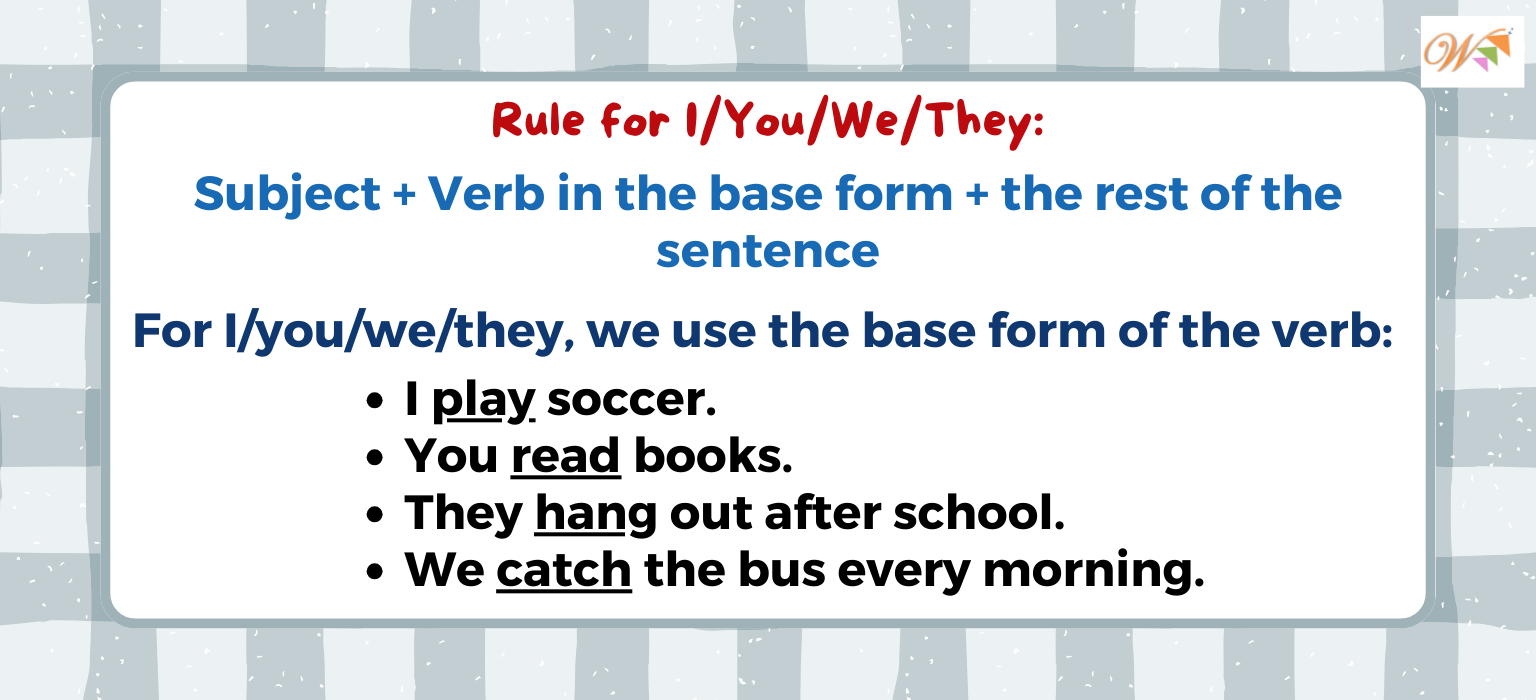 W
Rule for I/You/We/They:
Subject + Verb in the base form + the rest of the
sentence
For I/you/we/they, we use the base form of the verb:
• I play soccer.
• You read books.
• They hang out after school.
• We catch the bus every morning.